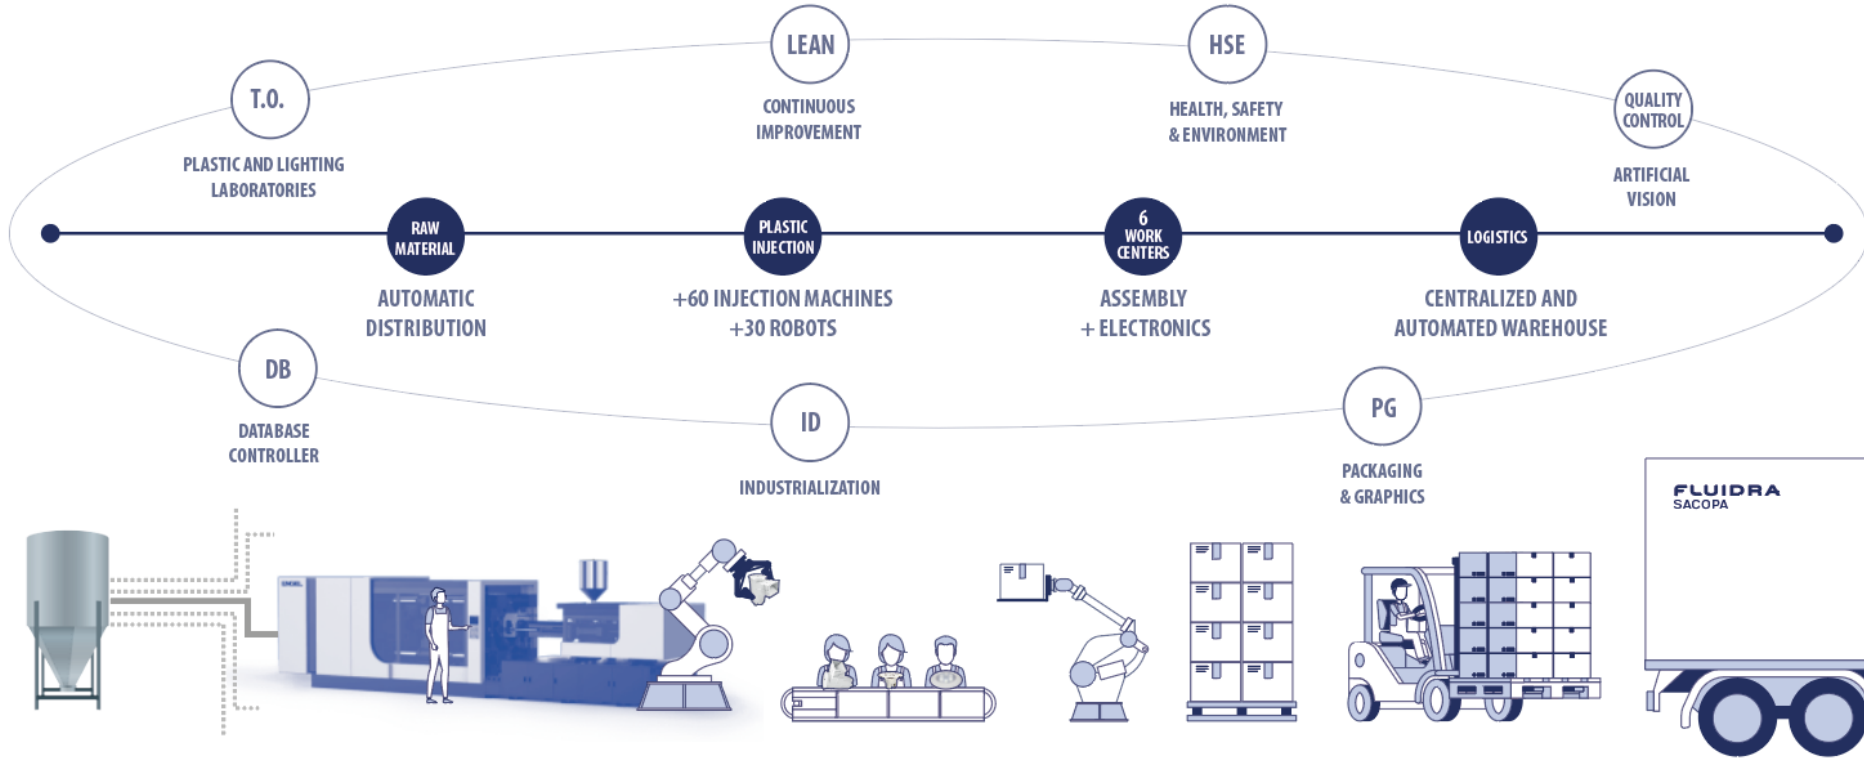 T.O.
PLASTIC AND LIGHTING
LABORATORIES
LEAN
CONTINUOUS
IMPROVEMENT
HSE
HEALTH, SAFETY
& ENVIRONMENT
QUALITY
CONTROL
ARTIFICIAL
VISION
RAW
MATERIAL
AUTOMATIC
DISTRIBUTION
PLASTIC
INJECTION
+60 INJECTION MACHINES
+30 ROBOTS
6
WORK
CENTERS
ASSEMBLY
+ ELECTRONICS
LOGISTICS
CENTRALIZED AND
AUTOMATED WAREHOUSE
DB
DATABASE
CONTROLLER
ID
INDUSTRIALIZATION
PG
PACKAGING
& GRAPHICS
FLUIDRA
SACOPA